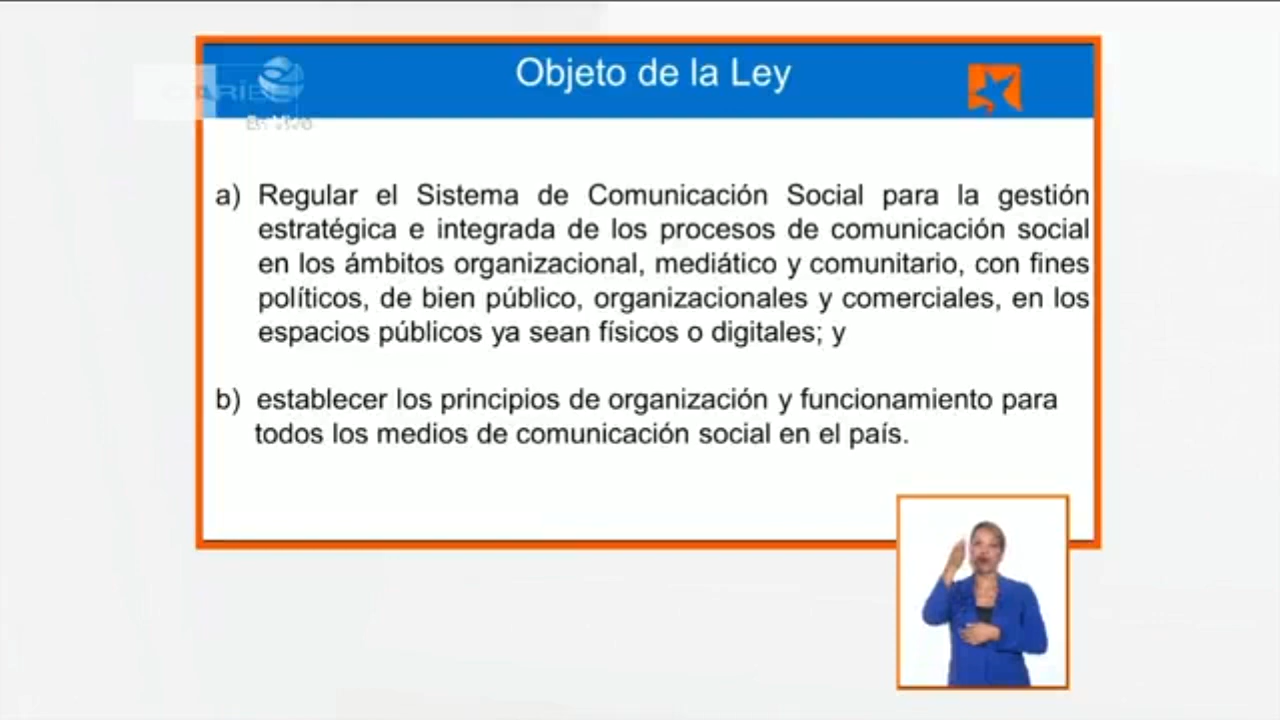 Objeto de la Ley
CARIBE
En Vivo
a) Regular el Sistema de Comunicación Social para la gestión
estratégica e integrada de los procesos de comunicación social
en los ámbitos organizacional, mediático y comunitario, con fines
políticos, de bien público, organizacionales y comerciales, en los
espacios públicos ya sean físicos o digitales; y
b) establecer los principios de organización y funcionamiento para
todos los medios de comunicación social en el país.